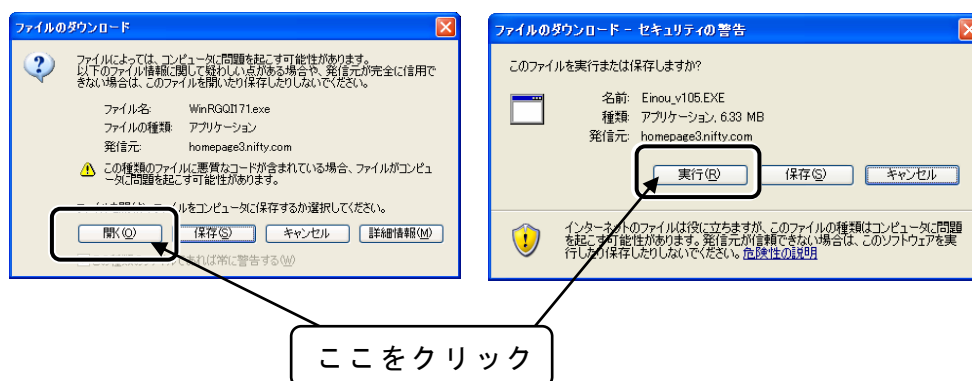 ファイルのダウンロード
ファイルによっては、コンピュータに問題を起こす可能性があります。
以下のファイル情報に関して疑わしい点がある場合や、発信元が完全に信用で
きない場合は、このファイルを開いたり保存したりしないでください。
ファイル名: WinRGQI171.exe
ファイルの種類: アプリケーション
発信元: homepage3.nifty.com
この種類のファイルに悪質なコードが含まれている場合、ファイルがコンピュ
ータに問題を起こす可能性があります。
ルをコンピュータに保存するか選択してください。
開く(O) 保存(S) キャンセル 詳細情報(M)
れば常に警告する(W)
ファイルのダウンロード - セキュリティの警告
このファイルを実行または保存しますか?
名前: Einou_v105.EXE
種類: アプリケーション, 6.33 MB
発信元: homepage3.nifty.com
実行(R) 保存(S) キャンセル
インターネットのファイルは役に立ちますが、このファイルの種類はコンピュータに問題
を起こす可能性があります。発信元が信頼できない場合は、このソフトウェアを実
行したり保存したりしないでください。危険性の説明
ここをクリック